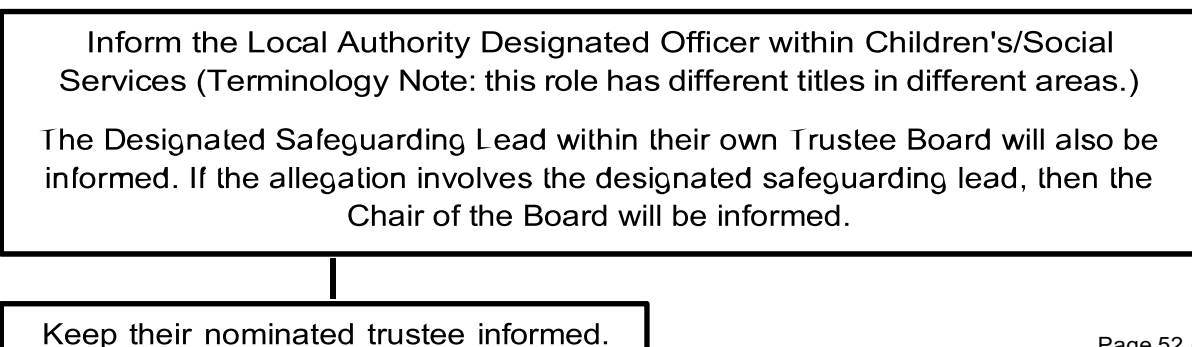 Inform the Local Authority Designated Officer within Children's/Social
Services (Terminology Note: this role has different titles in different areas.)
The Designated Safeguarding Lead within their own Trustee Board will also be
informed. If the allegation involves the designated safeguarding lead, then the
Chair of the Board will be informed.
Keep their nominated trustee informed.
Page 52